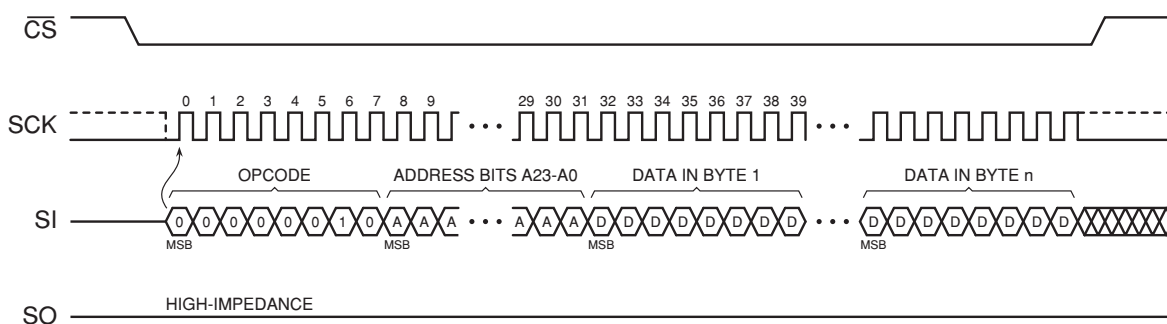 CS
SCK
0 1 2 3 4 5 6 7 8 9 29 30 31 32 33 34 35 36 37 38 39
OPCODE ADDRESS BITS A23-A0 DATA IN BYTE 1 DATA IN BYTE n
SI
0 0 0 0 0 0 1 0 A A A A A A D D D D D D D D D D D D D D D D
MSB MSB MSB MSB
HIGH-IMPEDANCE
SO